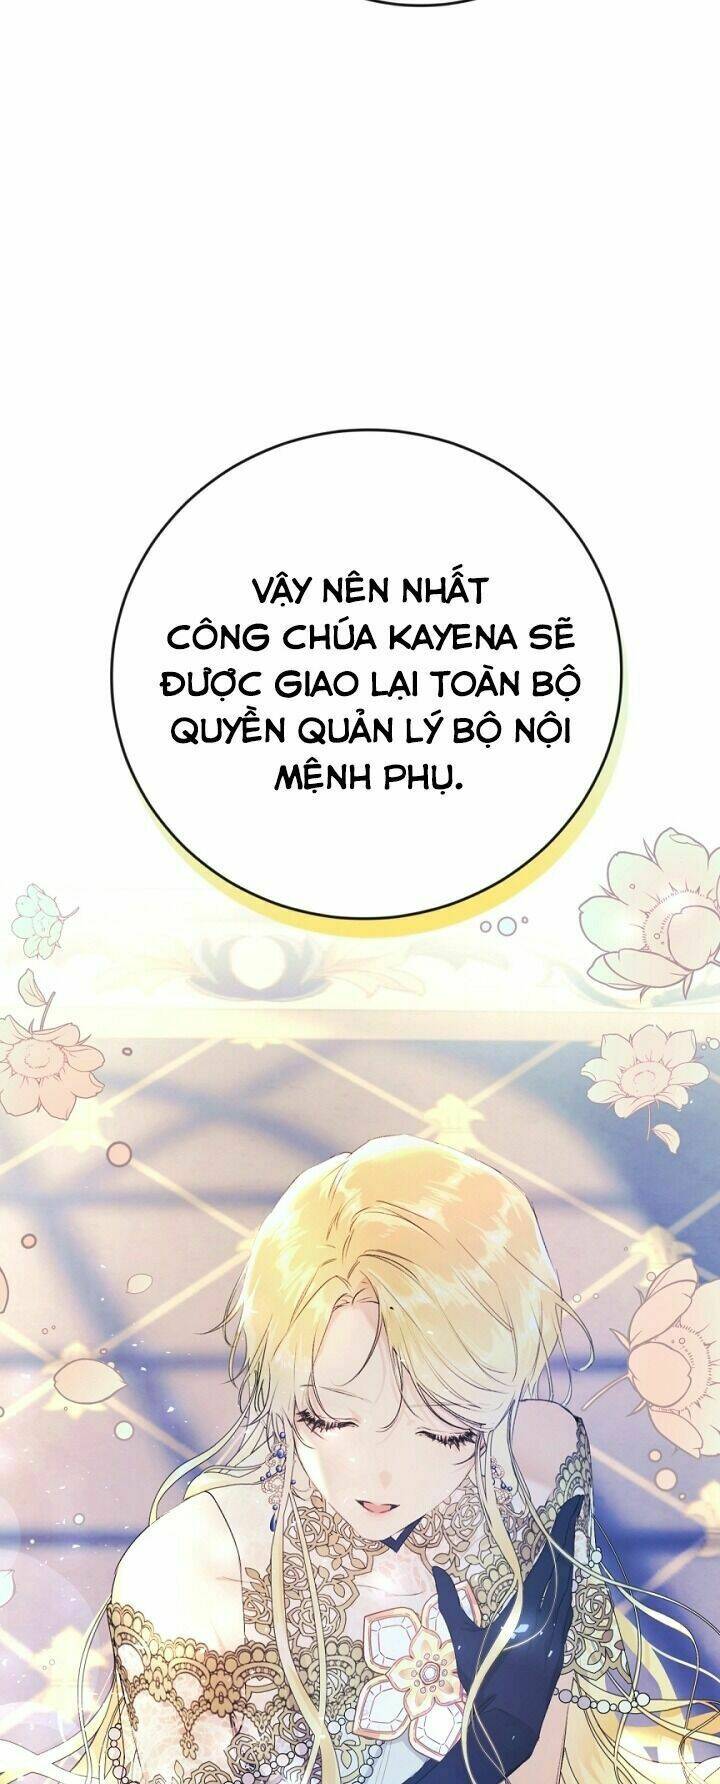 VẬY NÊN NHẤT
CÔNG CHÚA KAYENA SẼ
ĐƯỢC GIAO LẠI TOÀN BỘ
QUYỀN QUẢN LÝ BỘ NỘI
MỆNH PHỤ.